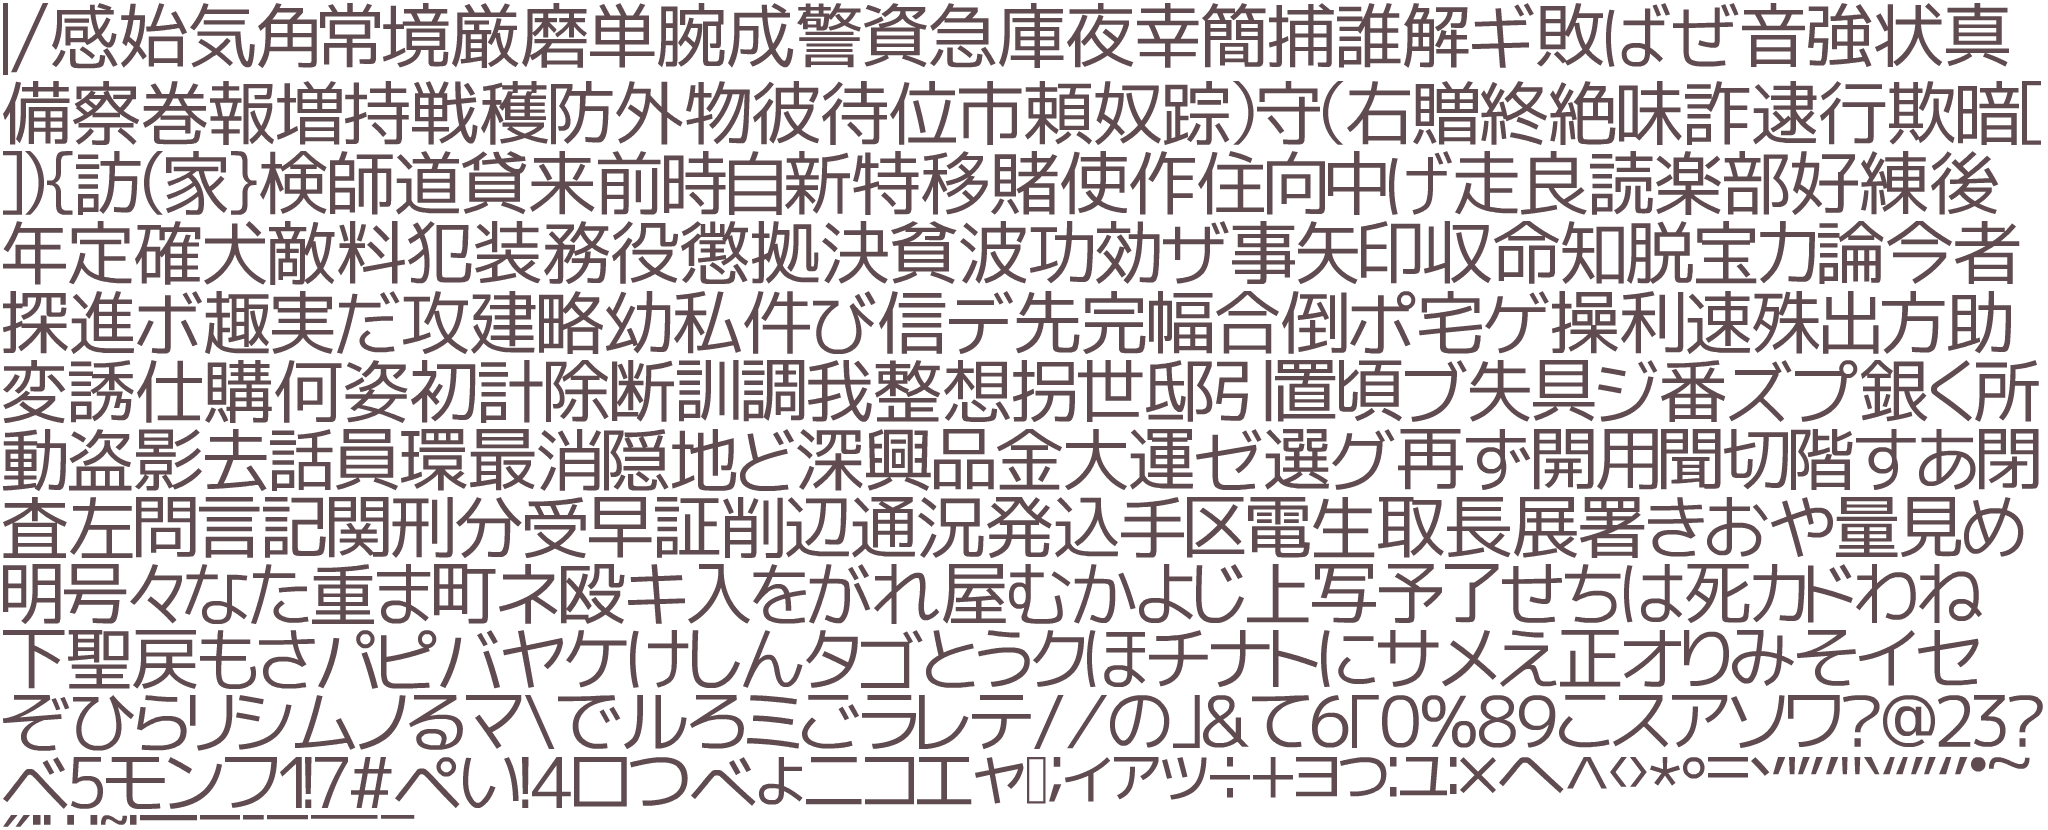 |/感始気角常境厳磨単腕成警資急庫夜幸簡捕誰解ギ敗ばぜ音強状真
備察巻報増持戦穫防外物彼待位市頼奴踪)守(右贈終絶味詐逮行欺暗[
]){訪(家}検師道貸来前時自新特移賭使作住向中げ走良読楽部好練後
年定確犬敵料犯装務役懲拠決貧波功効ザ事矢印収命知脱宝力論今者
探進ボ趣実だ攻建略幼私件び信デ先完幅合倒ポ宅ゲ操利速殊出方助
変誘仕購何姿初計除断訓調我整想拐世邸引置頃ブ失具ジ番ズプ銀く所
動盗影去話員環最消隠地ど深興品金大運ゼ選グ再ず開用聞切階すあ閉
査左問言記関刑分受早証削辺通況発込手区電生取長展署きおや量見め
明号々なた重ま町ネ殴キ入をがれ屋むかよじ上写予了せちは死カドわね
下聖戻もさパピバヤケけしんタゴとうクほチナトにサメえ正オりみそイセ
ぞひらリシムノるマ\でルろミごラレテ//の」&て6「0%89こスアソワ?@23?
べ5モンフ1!7#ぺい!4口つベょニコエャ;ィァッ÷+ヨっ:ュ:×へ^〈〉*°=